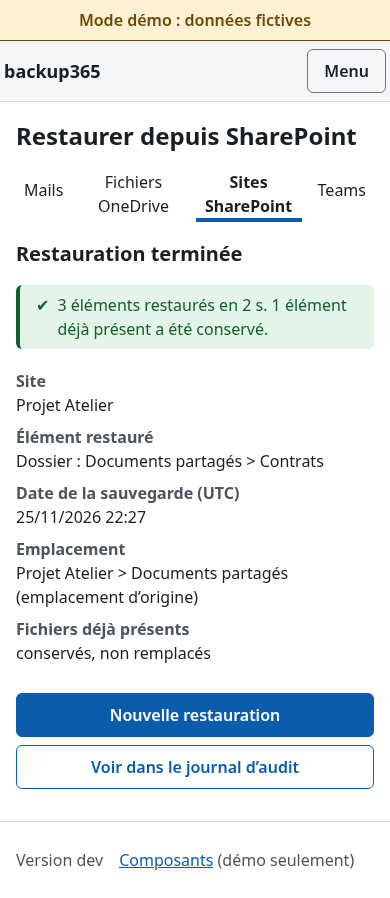 Mode démo : données fictives
backup365
Menu
Restaurer depuis SharePoint
Mails
Fichiers
OneDrive
Sites
SharePoint
Teams
Restauration terminée
✔ 3 éléments restaurés en 2 s. 1 élément
déjà présent a été conservé.
Site
Projet Atelier
Élément restauré
Dossier : Documents partagés > Contrats
Date de la sauvegarde (UTC)
25/11/2026 22:27
Emplacement
Projet Atelier > Documents partagés
(emplacement d’origine)
Fichiers déjà présents
conservés, non remplacés
Nouvelle restauration
Voir dans le journal d’audit
Version dev Composants (démo seulement)